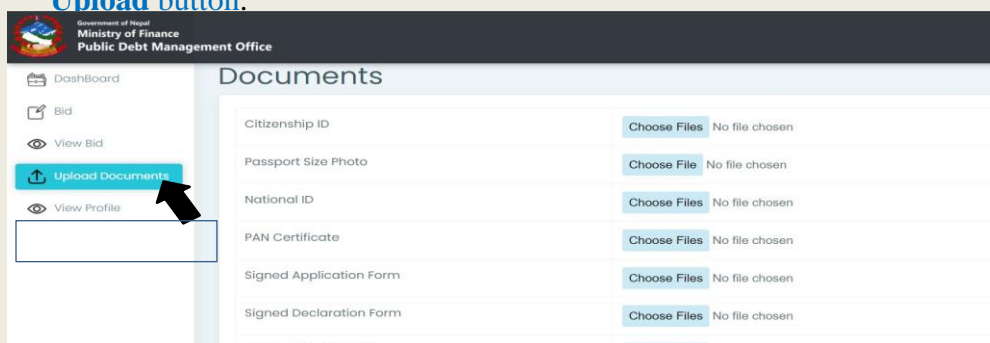 Upload button.
Government of Nepal
Ministry of Finance
Public Debt Management Office
DashBoard
Bid
View Bid
Upload Documents
View Profile
Documents
Citizenship ID Choose Files No file chosen
Passport Size Photo Choose File No file chosen
National ID Choose Files No file chosen
PAN Certificate Choose Files No file chosen
Signed Application Form Choose Files No file chosen
Signed Declaration Form Choose Files No file chosen